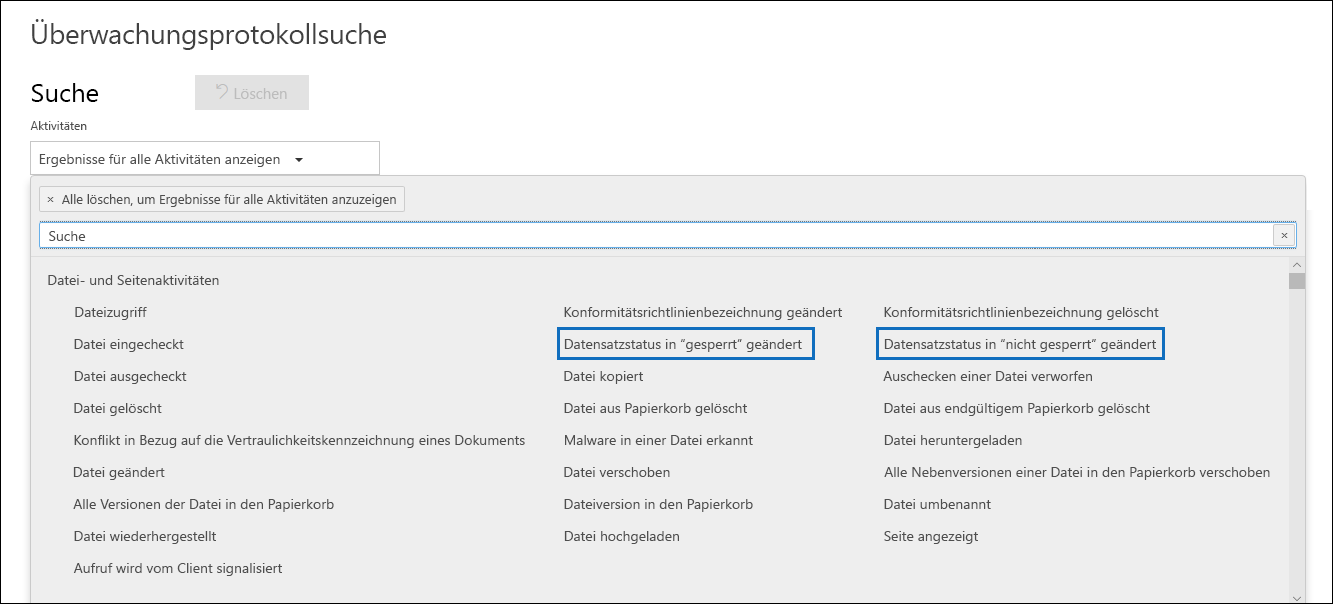 Überwachungsprotokollsuche
Suche
Löschen
Aktivitäten
Ergebnisse für alle Aktivitäten anzeigen
× Alle löschen, um Ergebnisse für alle Aktivitäten anzuzeigen
Suche
Datei- und Seitenaktivitäten
Dateizugriff Konformitätsrichtlinienbezeichnung geändert Konformitätsrichtlinienbezeichnung gelöscht
Datei eingecheckt Datensatzstatus in “gesperrt” geändert Datensatzstatus in “nicht gesperrt” geändert
Datei ausgecheckt Datei kopiert Auschecken einer Datei verworfen
Datei gelöscht Datei aus Papierkorb gelöscht Datei aus endgültigem Papierkorb gelöscht
Konflikt in Bezug auf die Vertraulichkeitskennzeichnung eines Dokuments Malware in einer Datei erkannt Datei heruntergeladen
Datei geändert Datei verschoben Alle Nebenversionen einer Datei in den Papierkorb verschoben
Alle Versionen der Datei in den Papierkorb Dateiversion in den Papierkorb Datei umbenannt
Datei wiederhergestellt Datei hochgeladen Seite angezeigt
Aufruf wird vom Client signalisiert